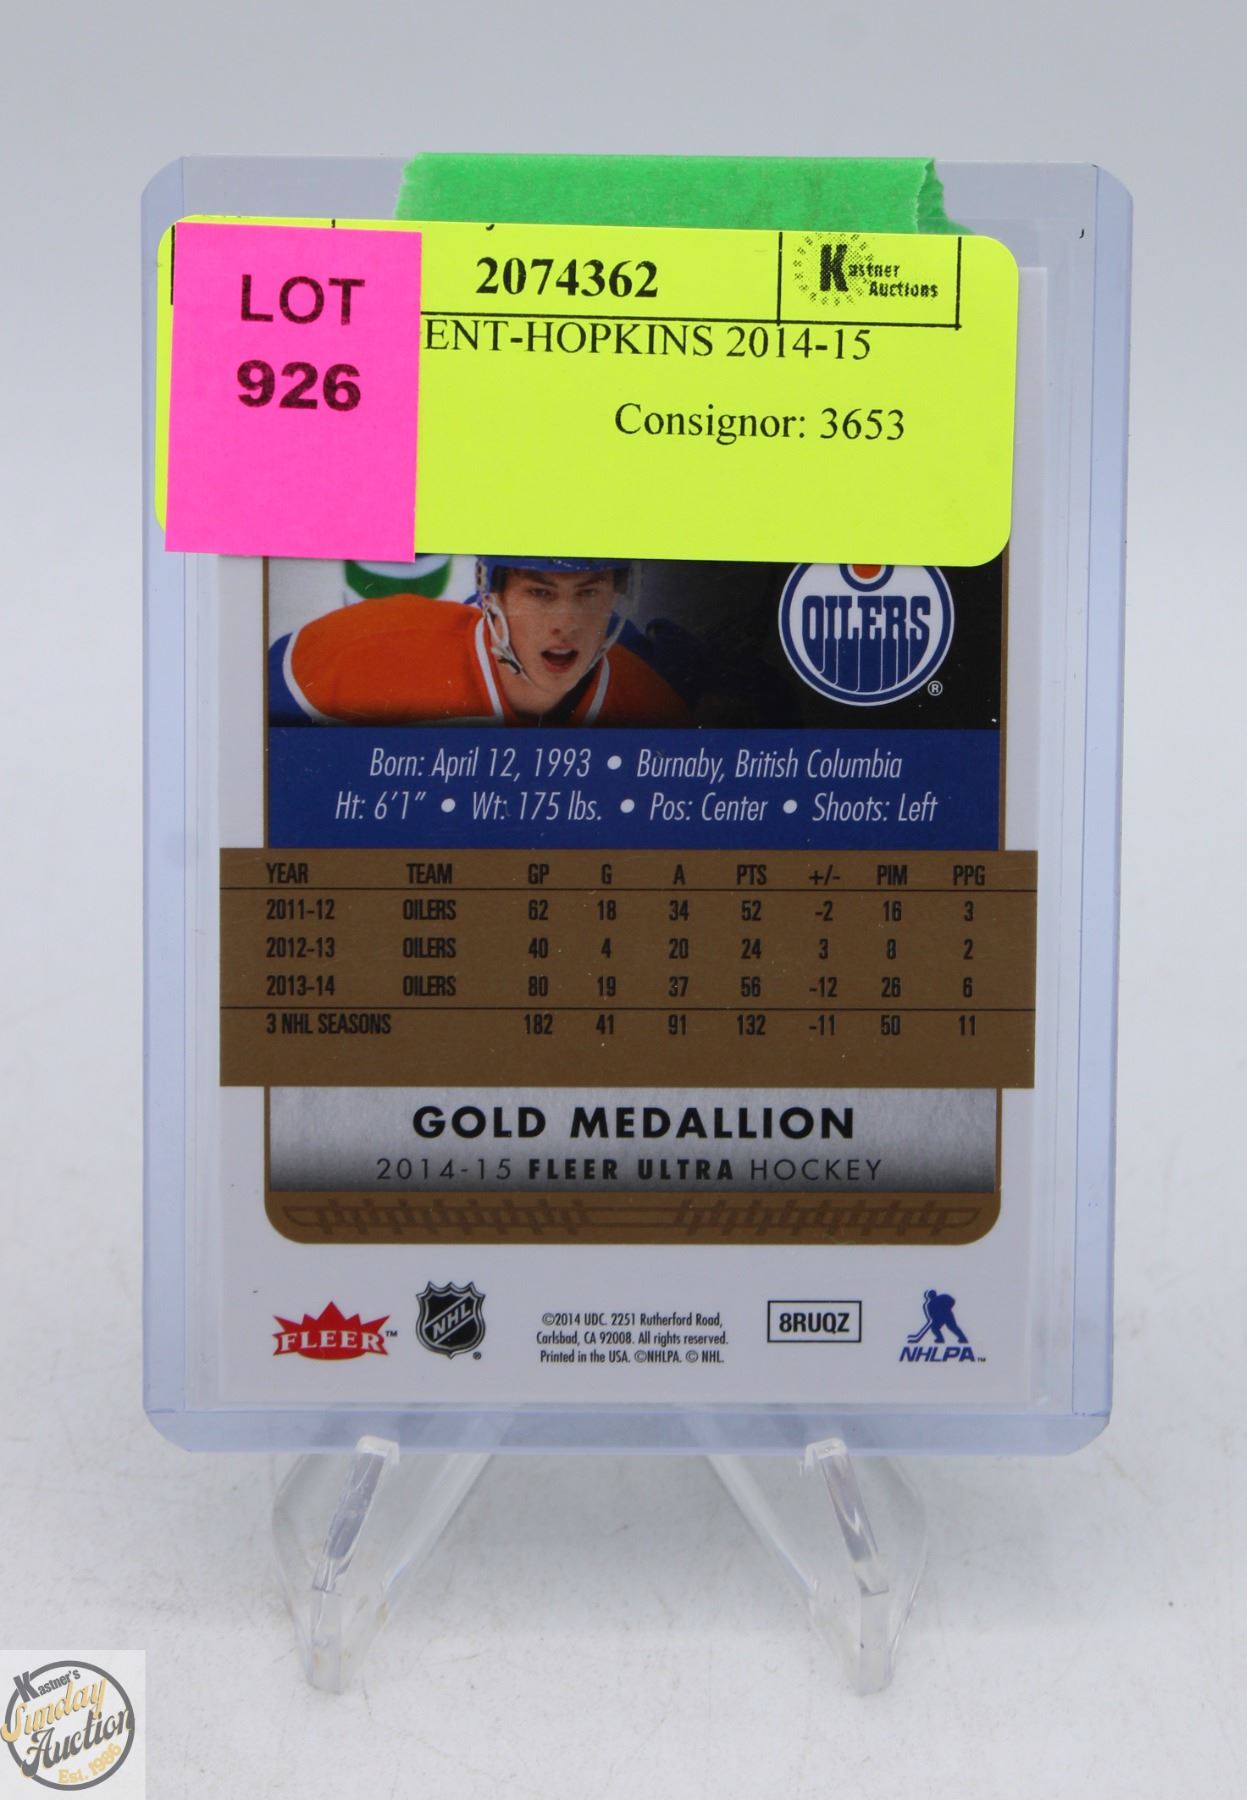 LOT
926
2074362
Kastner
Auctions
ENT-HOPKINS 2014-15
Consignor: 3653
OILERS
®
Born: April 12, 1993 • Burnaby, British Columbia
Ht: 6'1" • Wt: 175 lbs. • Pos: Center • Shoots: Left
YEAR TEAM GP G A PTS +/- PIM PPG
2011-12 OILERS 62 18 34 52 -2 16 3
2012-13 OILERS 40 4 20 24 3 8 2
2013-14 OILERS 80 19 37 56 -12 26 6
3 NHL SEASONS 182 41 91 132 -11 50 11
GOLD MEDALLION
2014-15 FLEER ULTRA HOCKEY
FLEER™
NHL®
©2014 UDC. 2251 Rutherford Road,
Carlsbad, CA 92008. All rights reserved.
Printed in the USA. ©NHLPA. © NHL.
8RUQZ
NHLPA™
Kastner's
Sunday
Auction
Est. 1986